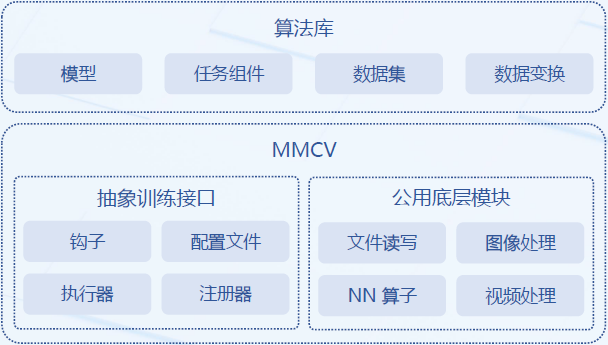 算法库
模型 任务组件 数据集 数据变换
MMCV
抽象训练接口
钩子 配置文件
执行器 注册器
公用底层模块
文件读写 图像处理
NN 算子 视频处理